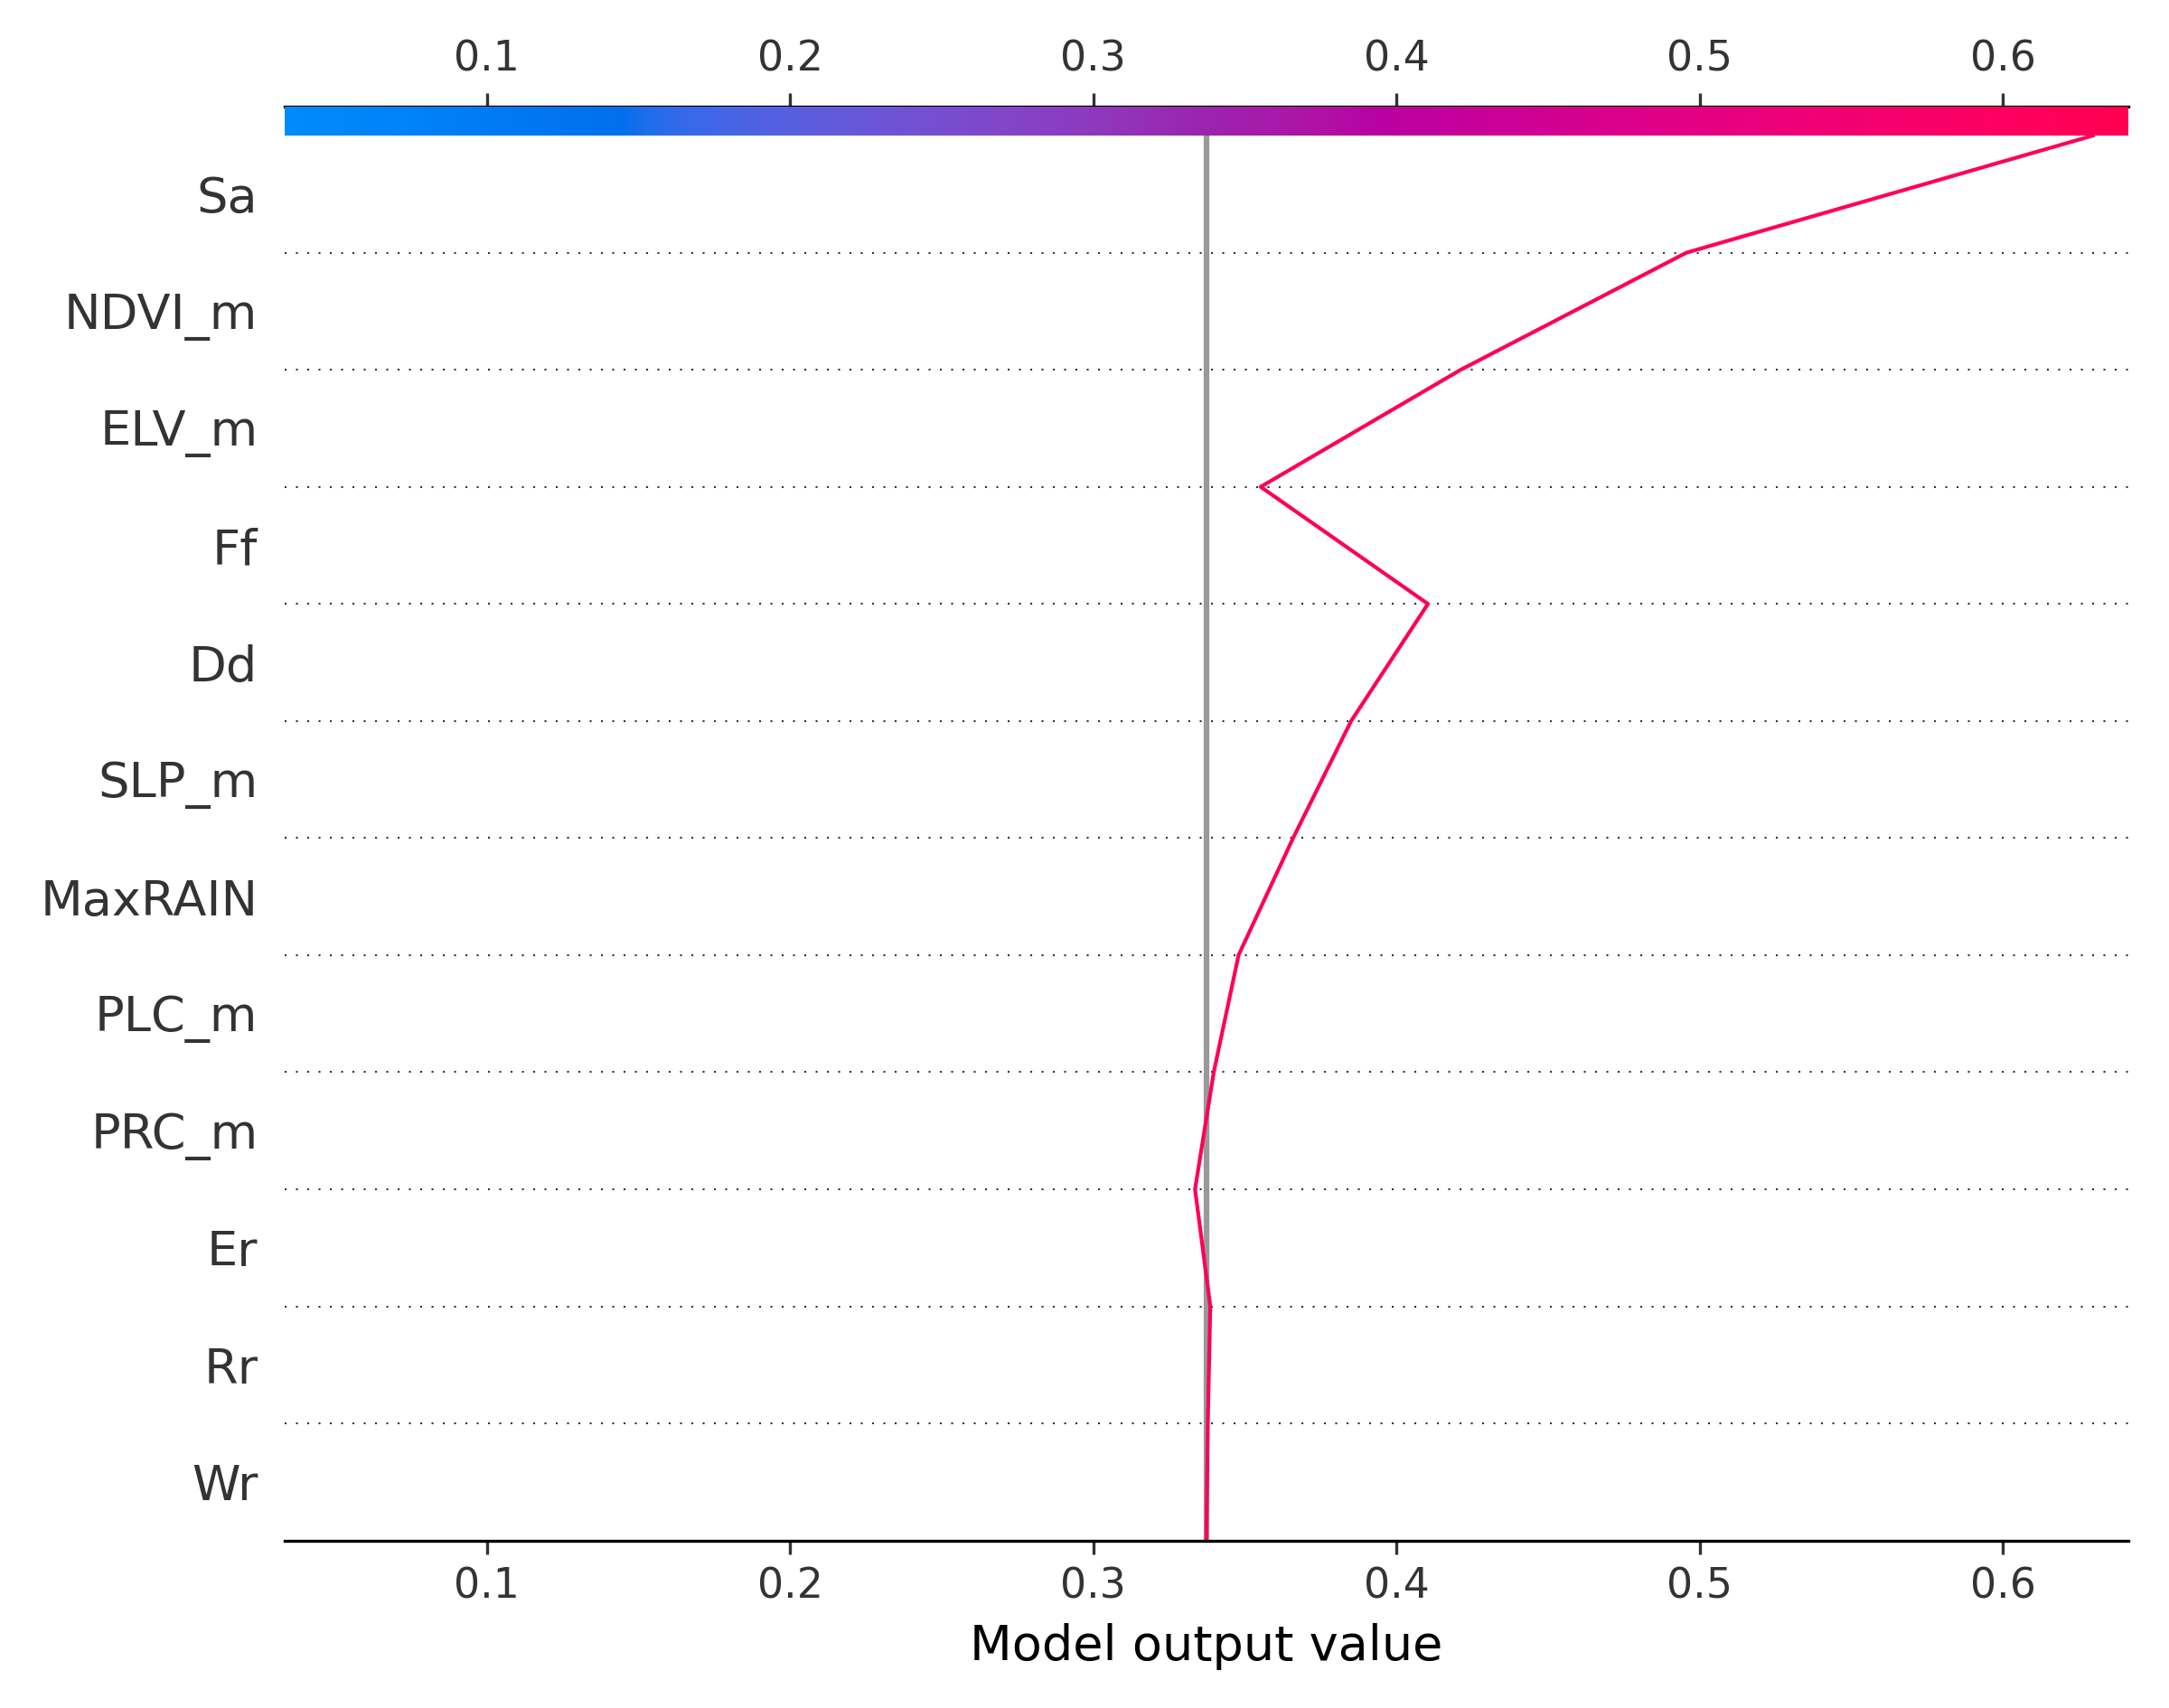 0.1 0.2 0.3 0.4 0.5 0.6
Sa
NDVI_m
ELV_m
Ff
Dd
SLP_m
MaxRAIN
PLC_m
PRC_m
Er
Rr
Wr
0.1 0.2 0.3 0.4 0.5 0.6
Model output value